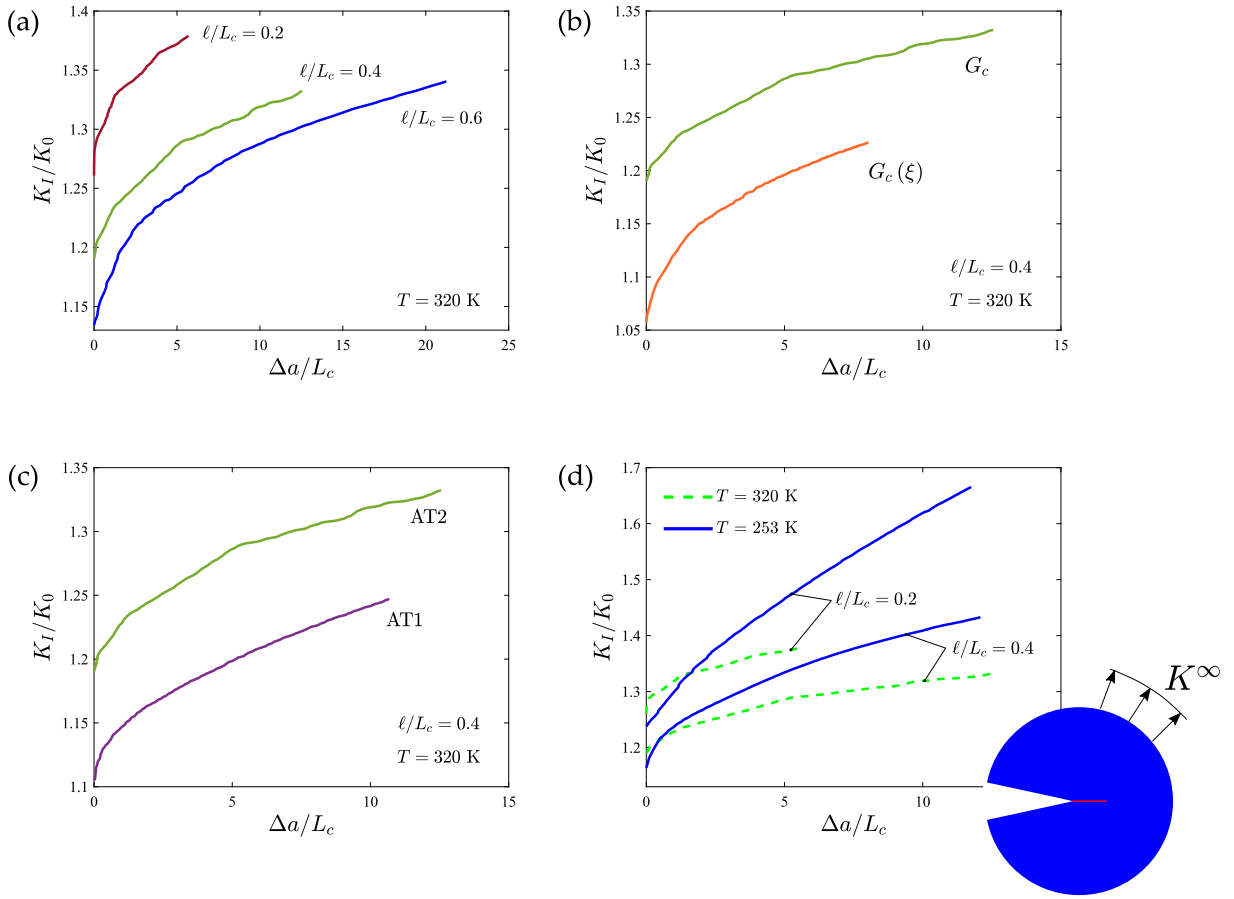 (a)
1.4
1.35
1.3
1.25
1.2
1.15
K_I/K_0
ℓ/L_c = 0.2
ℓ/L_c = 0.4
ℓ/L_c = 0.6
T = 320 K
0 5 10 15 20 25
Δa/L_c
(b)
1.35
1.3
1.25
1.2
1.15
1.1
1.05
K_I/K_0
G_c
G_c(ξ)
ℓ/L_c = 0.4
T = 320 K
0 5 10 15
Δa/L_c
(c)
1.35
1.3
1.25
1.2
1.15
1.1
K_I/K_0
AT2
AT1
ℓ/L_c = 0.4
T = 320 K
0 5 10 15
Δa/L_c
(d)
1.7
1.6
1.5
1.4
1.3
1.2
K_I/K_0
T = 320 K
T = 253 K
ℓ/L_c = 0.2
ℓ/L_c = 0.4
K^∞
0 5 10
Δa/L_c